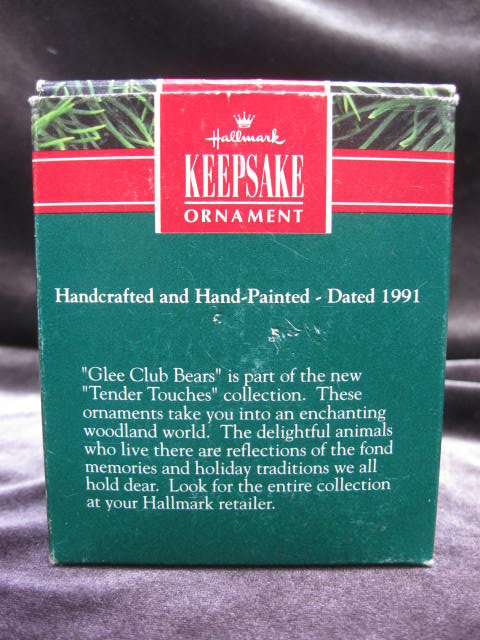 Hallmark
KEEPSAKE
ORNAMENT
Handcrafted and Hand-Painted - Dated 1991
"Glee Club Bears" is part of the new
"Tender Touches" collection. These
ornaments take you into an enchanting
woodland world. The delightful animals
who live there are reflections of the fond
memories and holiday traditions we all
hold dear. Look for the entire collection
at your Hallmark retailer.